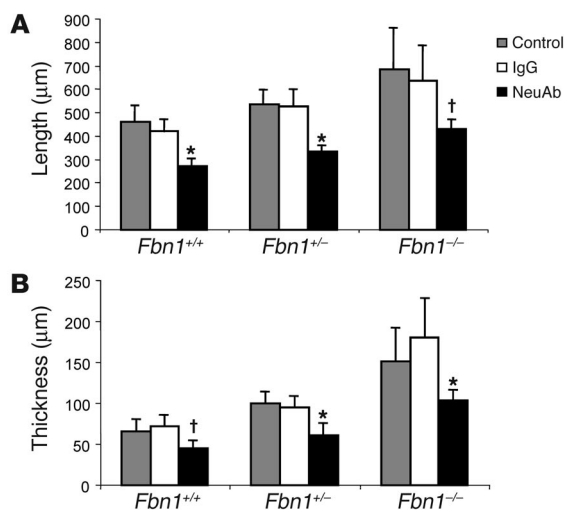 A
Length (μm)
900
800
700
600
500
400
300
200
100
0
* * †
Fbn1+/+ Fbn1+/– Fbn1–/–
Control
IgG
NeuAb
B
Thickness (μm)
250
200
150
100
50
0
† * *
Fbn1+/+ Fbn1+/– Fbn1–/–